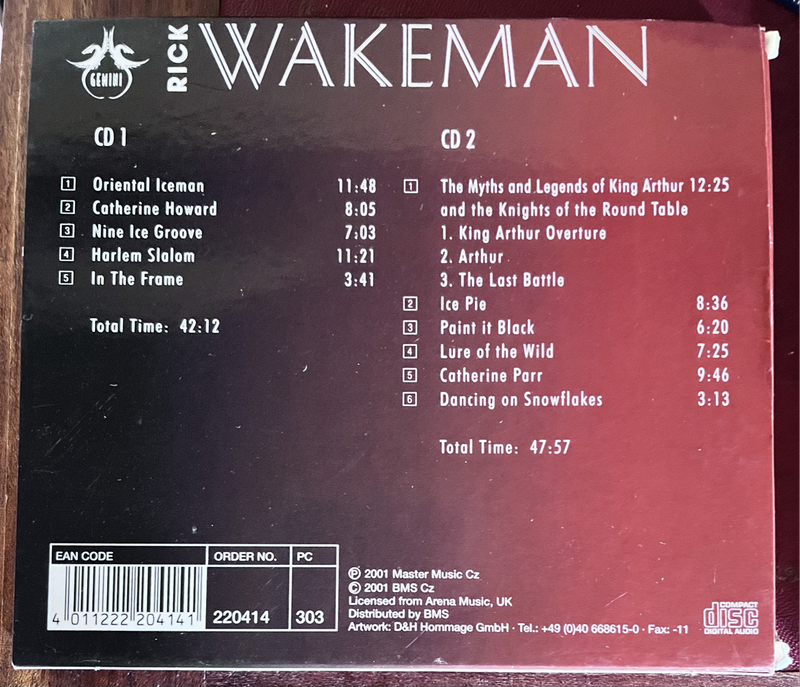 GEMINI
RICK
WAKEMAN
CD 1
1 Oriental Iceman 11:48
2 Catherine Howard 8:05
3 Nine Ice Groove 7:03
4 Harlem Slalom 11:21
5 In The Frame 3:41
Total Time: 42:12
CD 2
1 The Myths and Legends of King Arthur 12:25
and the Knights of the Round Table
1. King Arthur Overture
2. Arthur
3. The Last Battle
2 Ice Pie 8:36
3 Paint it Black 6:20
4 Lure of the Wild 7:25
5 Catherine Parr 9:46
6 Dancing on Snowflakes 3:13
Total Time: 47:57
EAN CODE
4 011222 204141
ORDER NO.
220414
PC
303
℗ 2001 Master Music Cz
© 2001 BMS Cz
Licensed from Arena Music, UK
Distributed by BMS
Artwork: D&H Hommage GmbH · Tel.: +49 (0)40 668615-0 · Fax: -11
COMPACT
disc
DIGITAL AUDIO